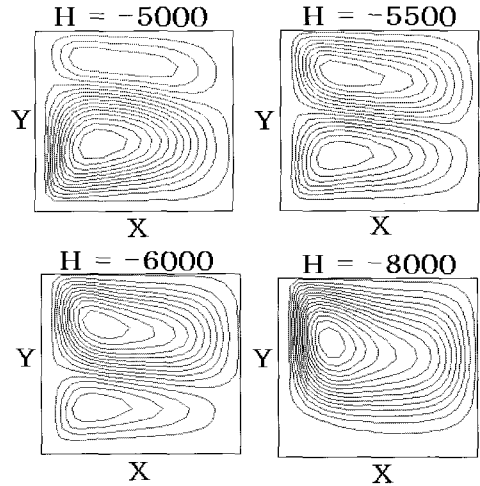 H = −5000
H = −5500
Y
Y
X
X
H = −6000
H = −8000
Y
Y
X
X